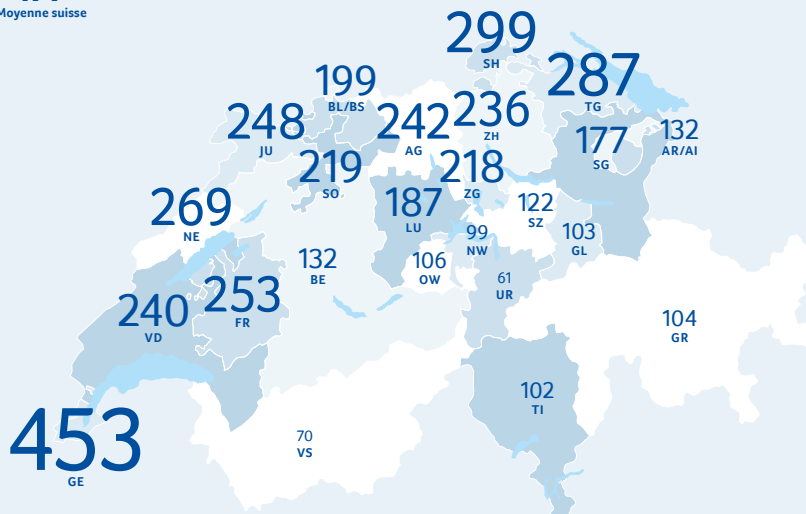 Moyenne suisse
299
SH
287
TG
199
BL/BS
248
JU
242
AG
236
ZH
177
SG
132
AR/AI
219
SO
218
ZG
187
LU
122
SZ
269
NE
99
NW
103
GL
132
BE
106
OW
61
UR
253
FR
240
VD
104
GR
102
TI
453
GE
70
VS